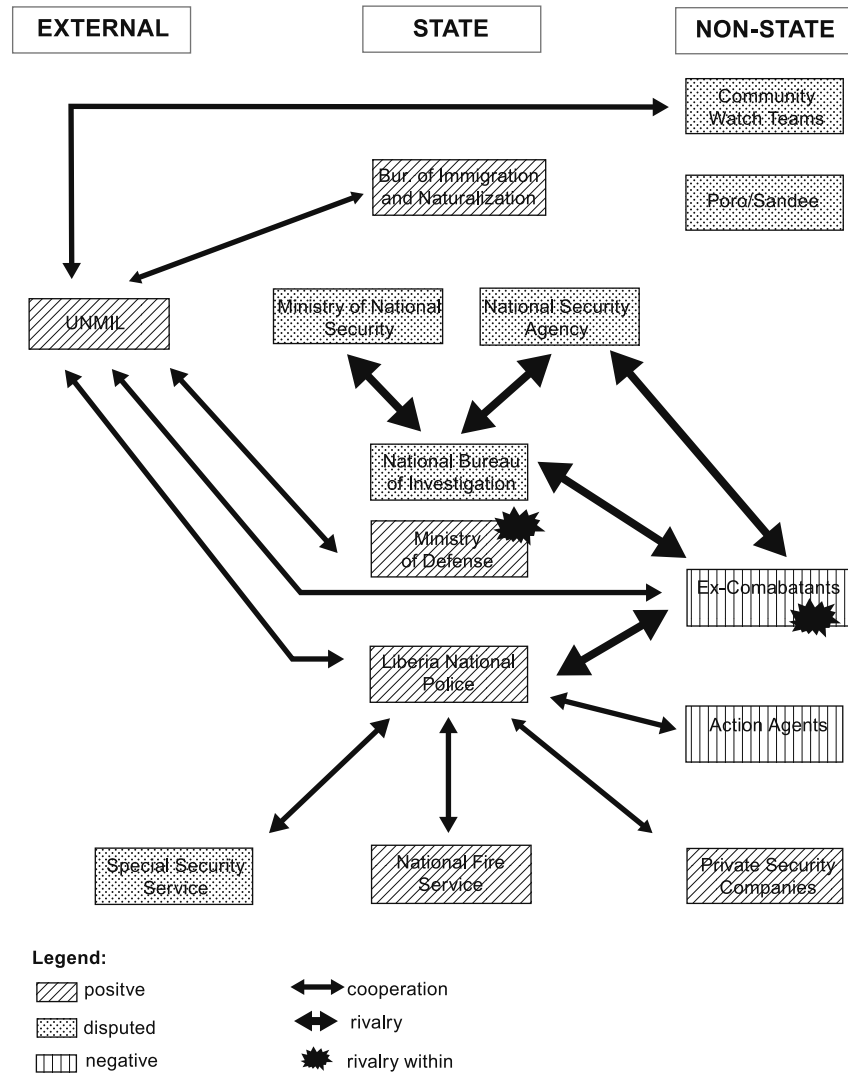 EXTERNAL
STATE
NON-STATE
Community
Watch Teams
Bur. of Immigration
and Naturalization
Poro/Sandee
UNMIL
Ministry of National
Security
National Security
Agency
National Bureau
of Investigation
Ministry
of Defense
Ex-Comabatants
Liberia National
Police
Action Agents
Special Security
Service
National Fire
Service
Private Security
Companies
Legend:
positve
cooperation
disputed
rivalry
negative
rivalry within